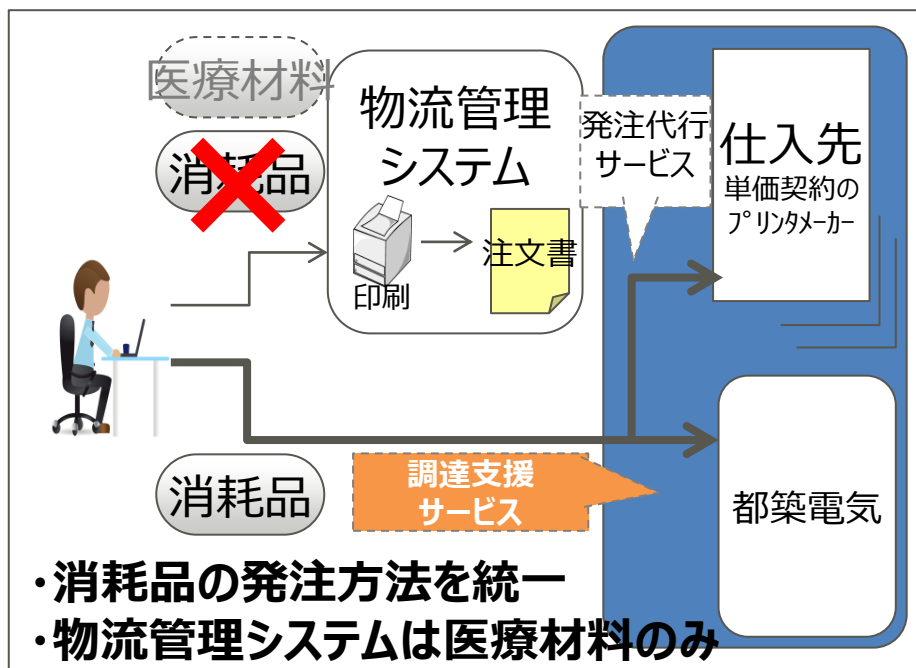 医療材料
消耗品
物流管理
システム
印刷
注文書
発注代行
サービス
仕入先
単価契約の
プリンタメーカー
消耗品
調達支援
サービス
都築電気
・消耗品の発注方法を統一
・物流管理システムは医療材料のみ